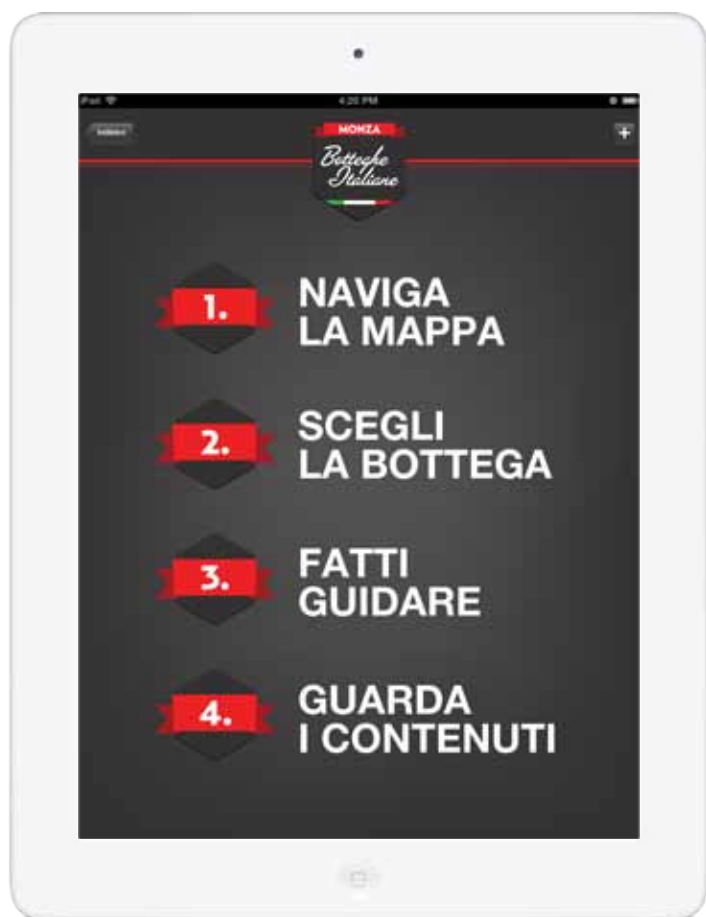 iPad 4:20 PM
MONZA
Botteghe
Italiane
1. NAVIGA
LA MAPPA
2. SCEGLI
LA BOTTEGA
3. FATTI
GUIDARE
4. GUARDA
I CONTENUTI